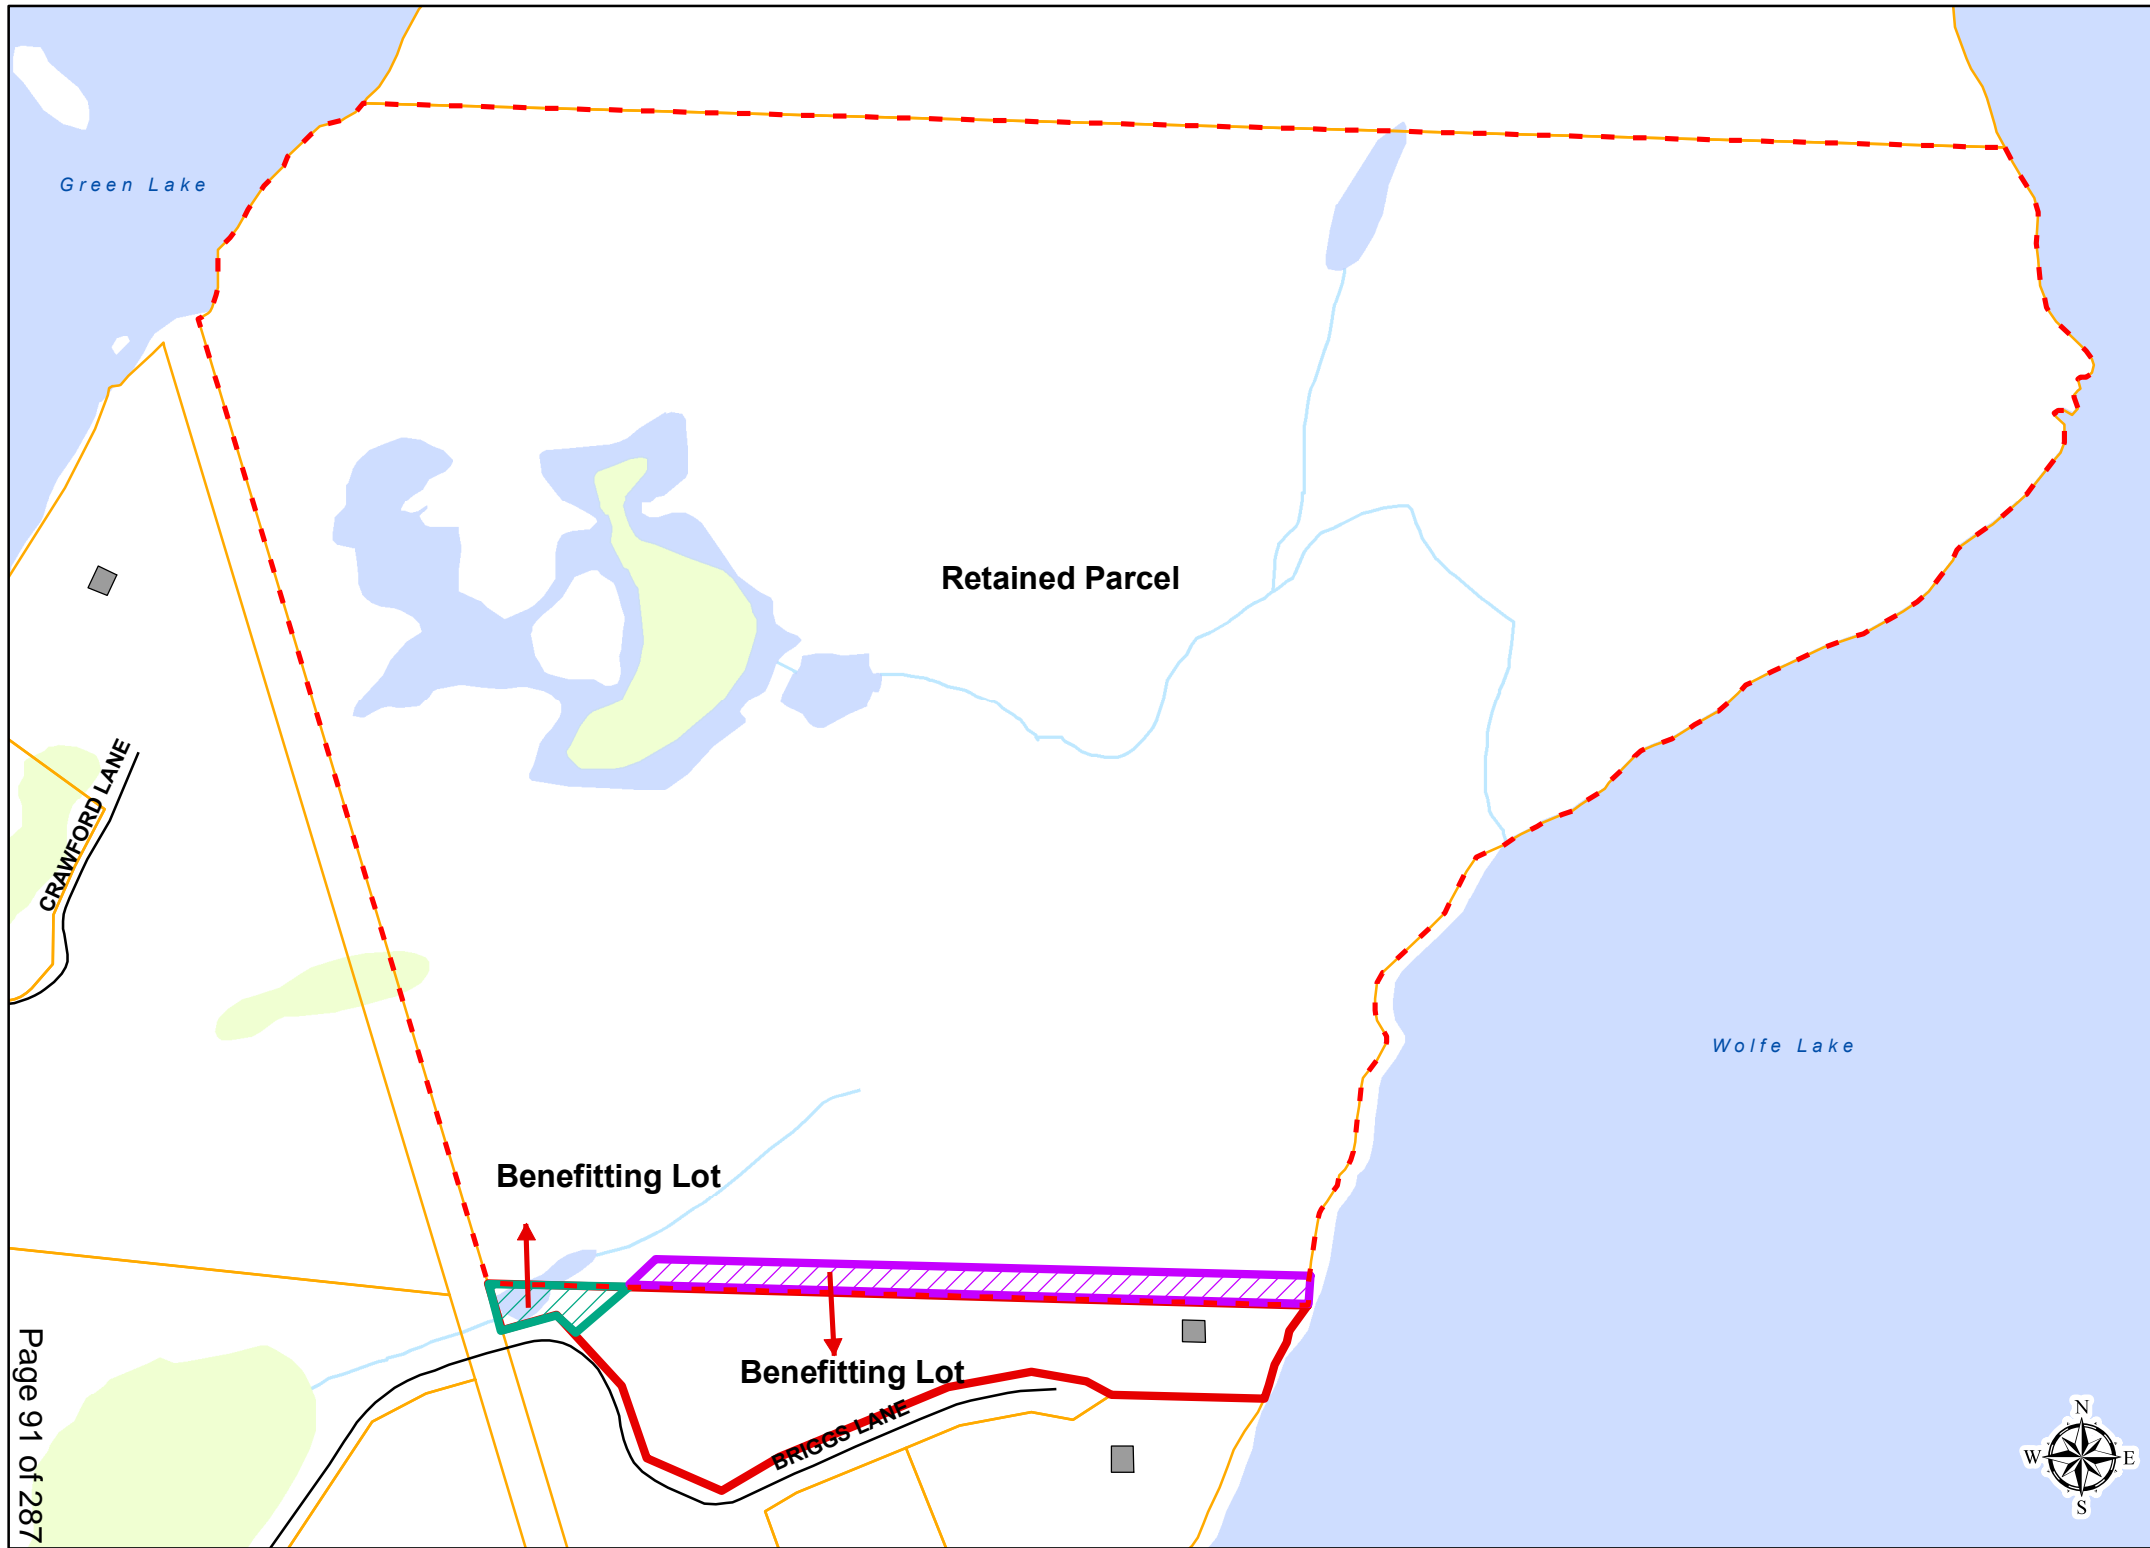 Green Lake
Retained Parcel
CRAWFORD LANE
Wolfe Lake
Benefitting Lot
Benefitting Lot
BRIGGS LANE
Page 91 of 287
N
W E
S